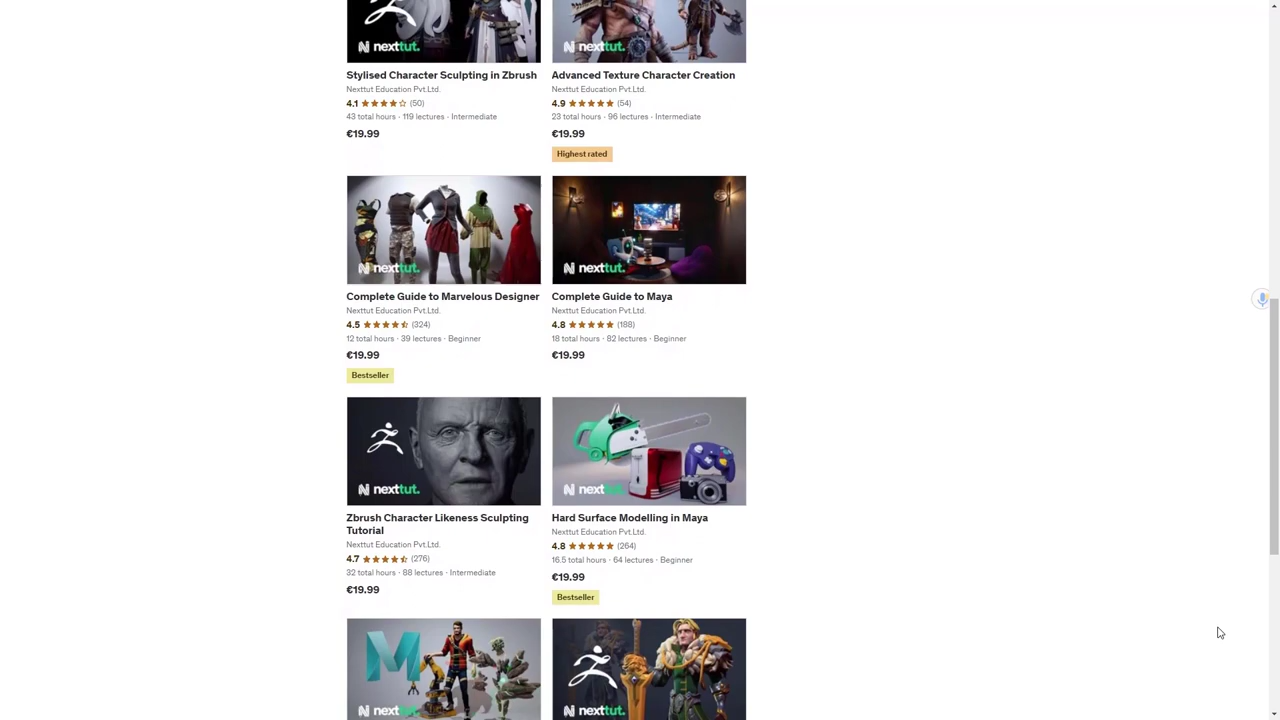 nexttut.
nexttut.
Stylised Character Sculpting in Zbrush
Nexttut Education Pvt.Ltd.
4.1 (50)
43 total hours · 119 lectures · Intermediate
€19.99
Advanced Texture Character Creation
Nexttut Education Pvt.Ltd.
4.9 (54)
23 total hours · 96 lectures · Intermediate
€19.99
Highest rated
nexttut.
nexttut.
Complete Guide to Marvelous Designer
Nexttut Education Pvt.Ltd.
4.5 (324)
12 total hours · 39 lectures · Beginner
€19.99
Bestseller
Complete Guide to Maya
Nexttut Education Pvt.Ltd.
4.8 (188)
18 total hours · 82 lectures · Beginner
€19.99
nexttut.
nexttut.
Zbrush Character Likeness Sculpting
Tutorial
Nexttut Education Pvt.Ltd.
4.7 (276)
32 total hours · 88 lectures · Intermediate
€19.99
Hard Surface Modelling in Maya
Nexttut Education Pvt.Ltd.
4.8 (264)
16.5 total hours · 64 lectures · Beginner
€19.99
Bestseller
M
nexttut.
nexttut.